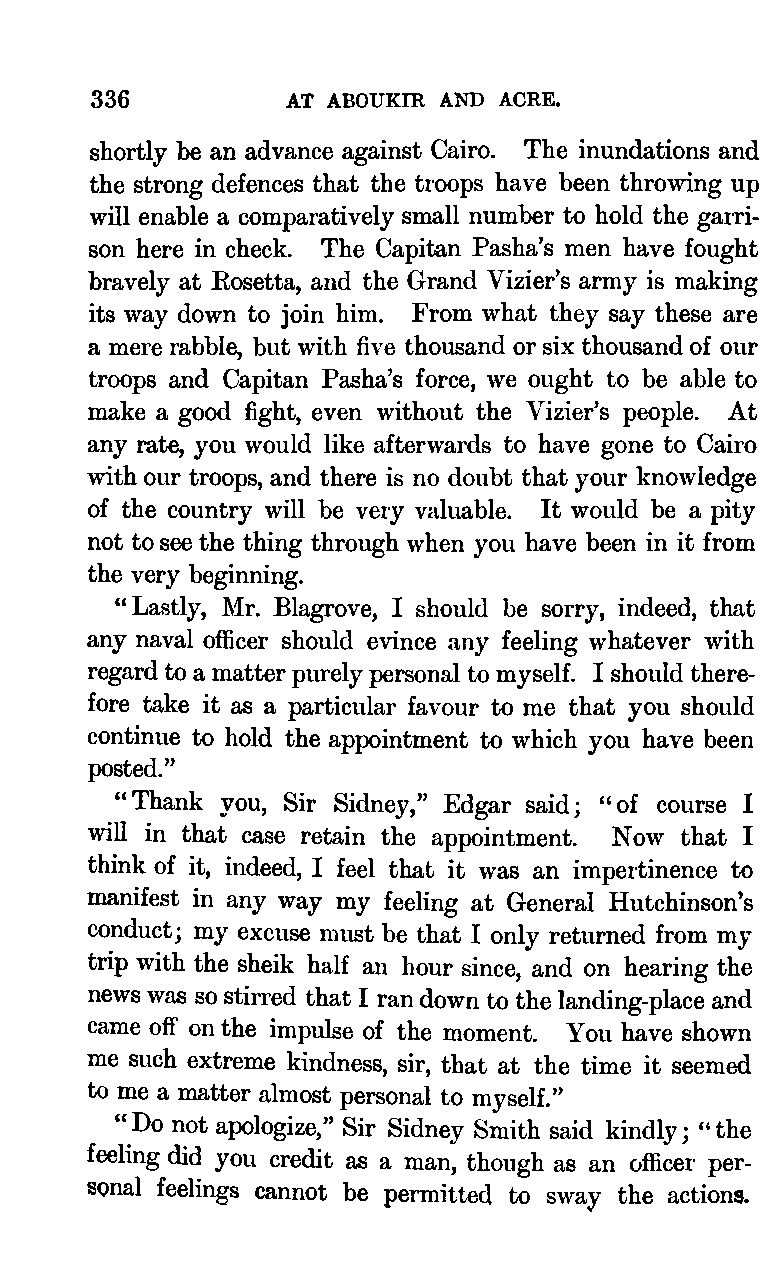 336 AT ABOUKIR AND ACRE.
shortly be an advance against Cairo. The inundations and
the strong defences that the troops have been throwing up
will enable a comparatively small number to hold the garri-
son here in check. The Capitan Pasha's men have fought
bravely at Rosetta, and the Grand Vizier's army is making
its way down to join him. From what they say these are
a mere rabble, but with five thousand or six thousand of our
troops and Capitan Pasha's force, we ought to be able to
make a good fight, even without the Vizier's people. At
any rate, you would like afterwards to have gone to Cairo
with our troops, and there is no doubt that your knowledge
of the country will be very valuable. It would be a pity
not to see the thing through when you have been in it from
the very beginning.
"Lastly, Mr. Blagrove, I should be sorry, indeed, that
any naval officer should evince any feeling whatever with
regard to a matter purely personal to myself. I should there-
fore take it as a particular favour to me that you should
continue to hold the appointment to which you have been
posted."
"Thank you, Sir Sidney," Edgar said; "of course I
will in that case retain the appointment. Now that I
think of it, indeed, I feel that it was an impertinence to
manifest in any way my feeling at General Hutchinson's
conduct; my excuse must be that I only returned from my
trip with the sheik half an hour since, and on hearing the
news was so stirred that I ran down to the landing-place and
came off on the impulse of the moment. You have shown
me such extreme kindness, sir, that at the time it seemed
to me a matter almost personal to myself."
"Do not apologize," Sir Sidney Smith said kindly; "the
feeling did you credit as a man, though as an officer per-
sonal feelings cannot be permitted to sway the actions.